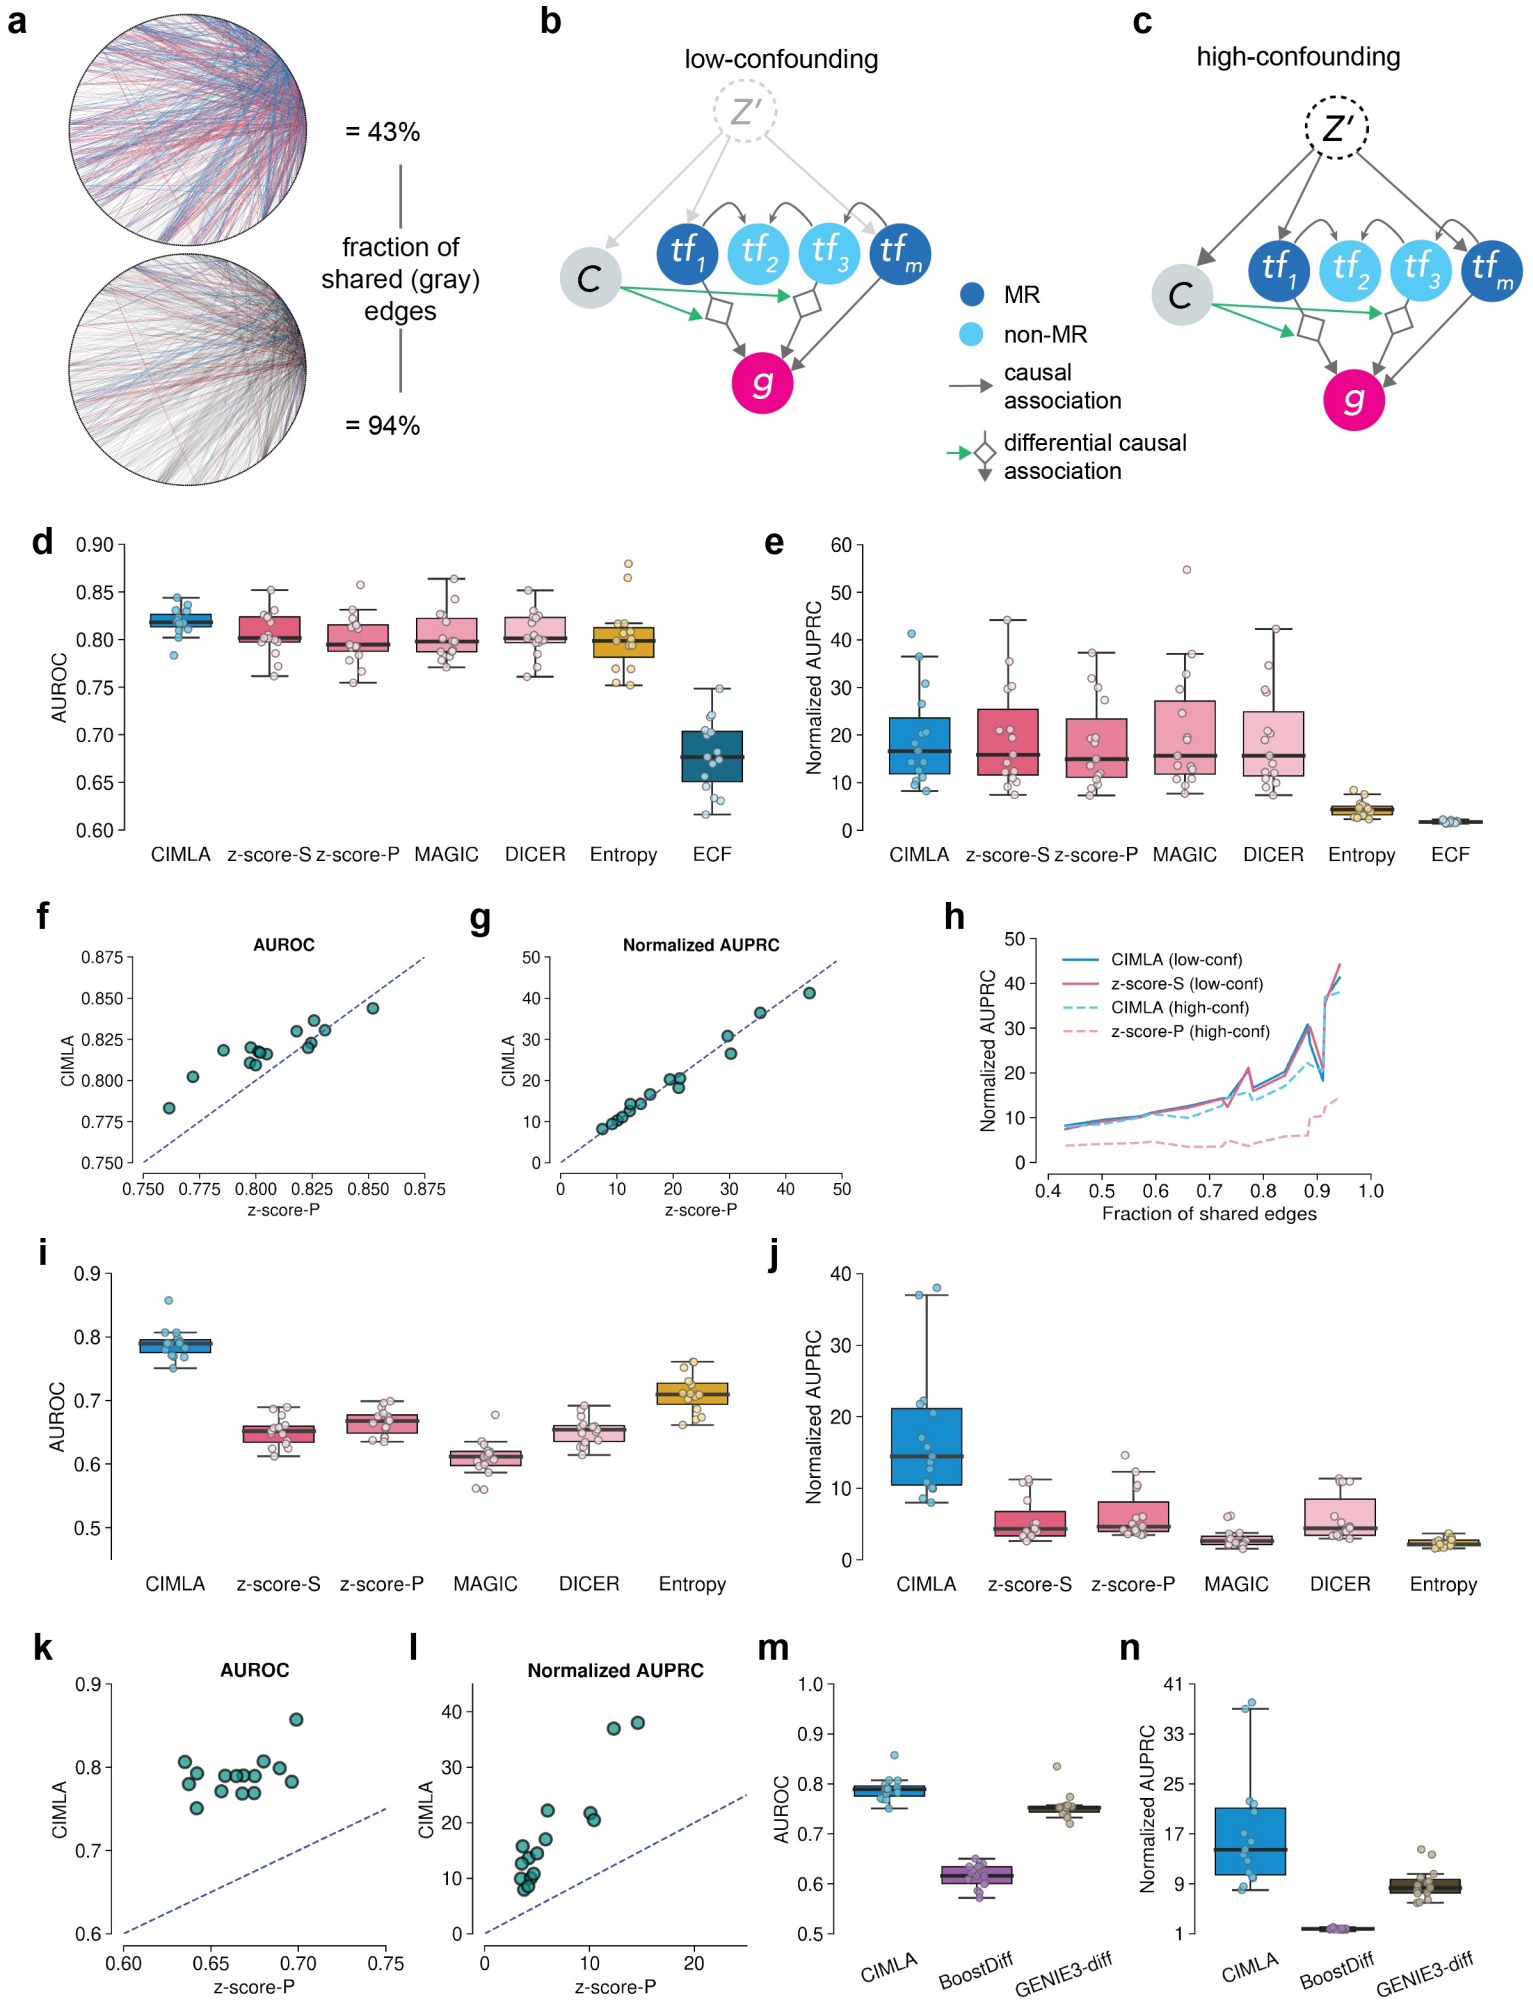 a
= 43%
fraction of
shared (gray)
edges
= 94%
b
low-confounding
Z'
tf1
tf2
tf3
tfm
C
g
MR
non-MR
causal
association
differential causal
association
c
high-confounding
Z'
tf1
tf2
tf3
tfm
C
g
d
AUROC
0.90
0.85
0.80
0.75
0.70
0.65
0.60
CIMLA z-score-S z-score-P MAGIC DICER Entropy ECF
e
Normalized AUPRC
60
50
40
30
20
10
0
CIMLA z-score-S z-score-P MAGIC DICER Entropy ECF
f
AUROC
CIMLA
0.875
0.850
0.825
0.800
0.775
0.750
0.750 0.775 0.800 0.825 0.850 0.875
z-score-P
g
Normalized AUPRC
CIMLA
50
40
30
20
10
0
0 10 20 30 40 50
z-score-P
h
Normalized AUPRC
50
40
30
20
10
0
CIMLA (low-conf)
z-score-S (low-conf)
CIMLA (high-conf)
z-score-P (high-conf)
0.4 0.5 0.6 0.7 0.8 0.9 1.0
Fraction of shared edges
i
AUROC
0.9
0.8
0.7
0.6
0.5
CIMLA z-score-S z-score-P MAGIC DICER Entropy
j
Normalized AUPRC
40
30
20
10
0
CIMLA z-score-S z-score-P MAGIC DICER Entropy
k
AUROC
CIMLA
0.9
0.8
0.7
0.6
0.60 0.65 0.70 0.75
z-score-P
l
Normalized AUPRC
CIMLA
40
30
20
10
0
0 10 20
z-score-P
m
AUROC
1.0
0.9
0.8
0.7
0.6
0.5
CIMLA BoostDiff GENIE3-diff
n
Normalized AUPRC
41
33
25
17
9
1
CIMLA BoostDiff GENIE3-diff